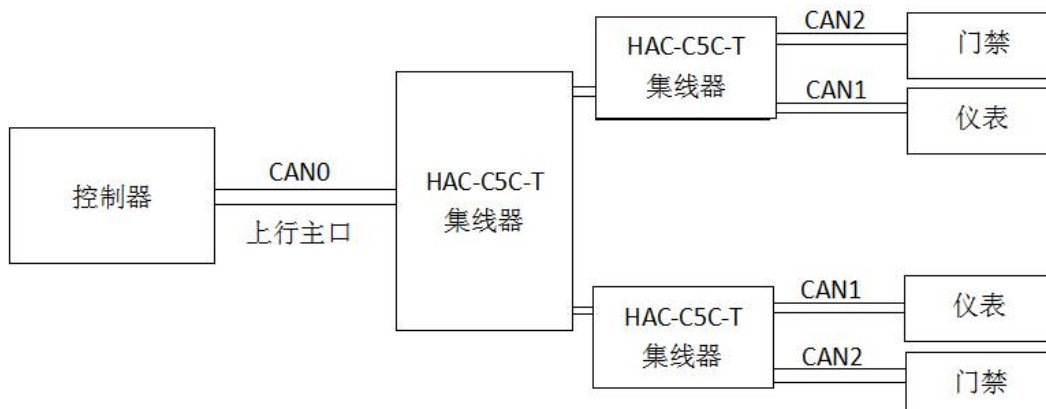 控制器
CAN0
上行主口
HAC-C5C-T
集线器
HAC-C5C-T
集线器
CAN2
门禁
CAN1
仪表
HAC-C5C-T
集线器
CAN1
仪表
CAN2
门禁